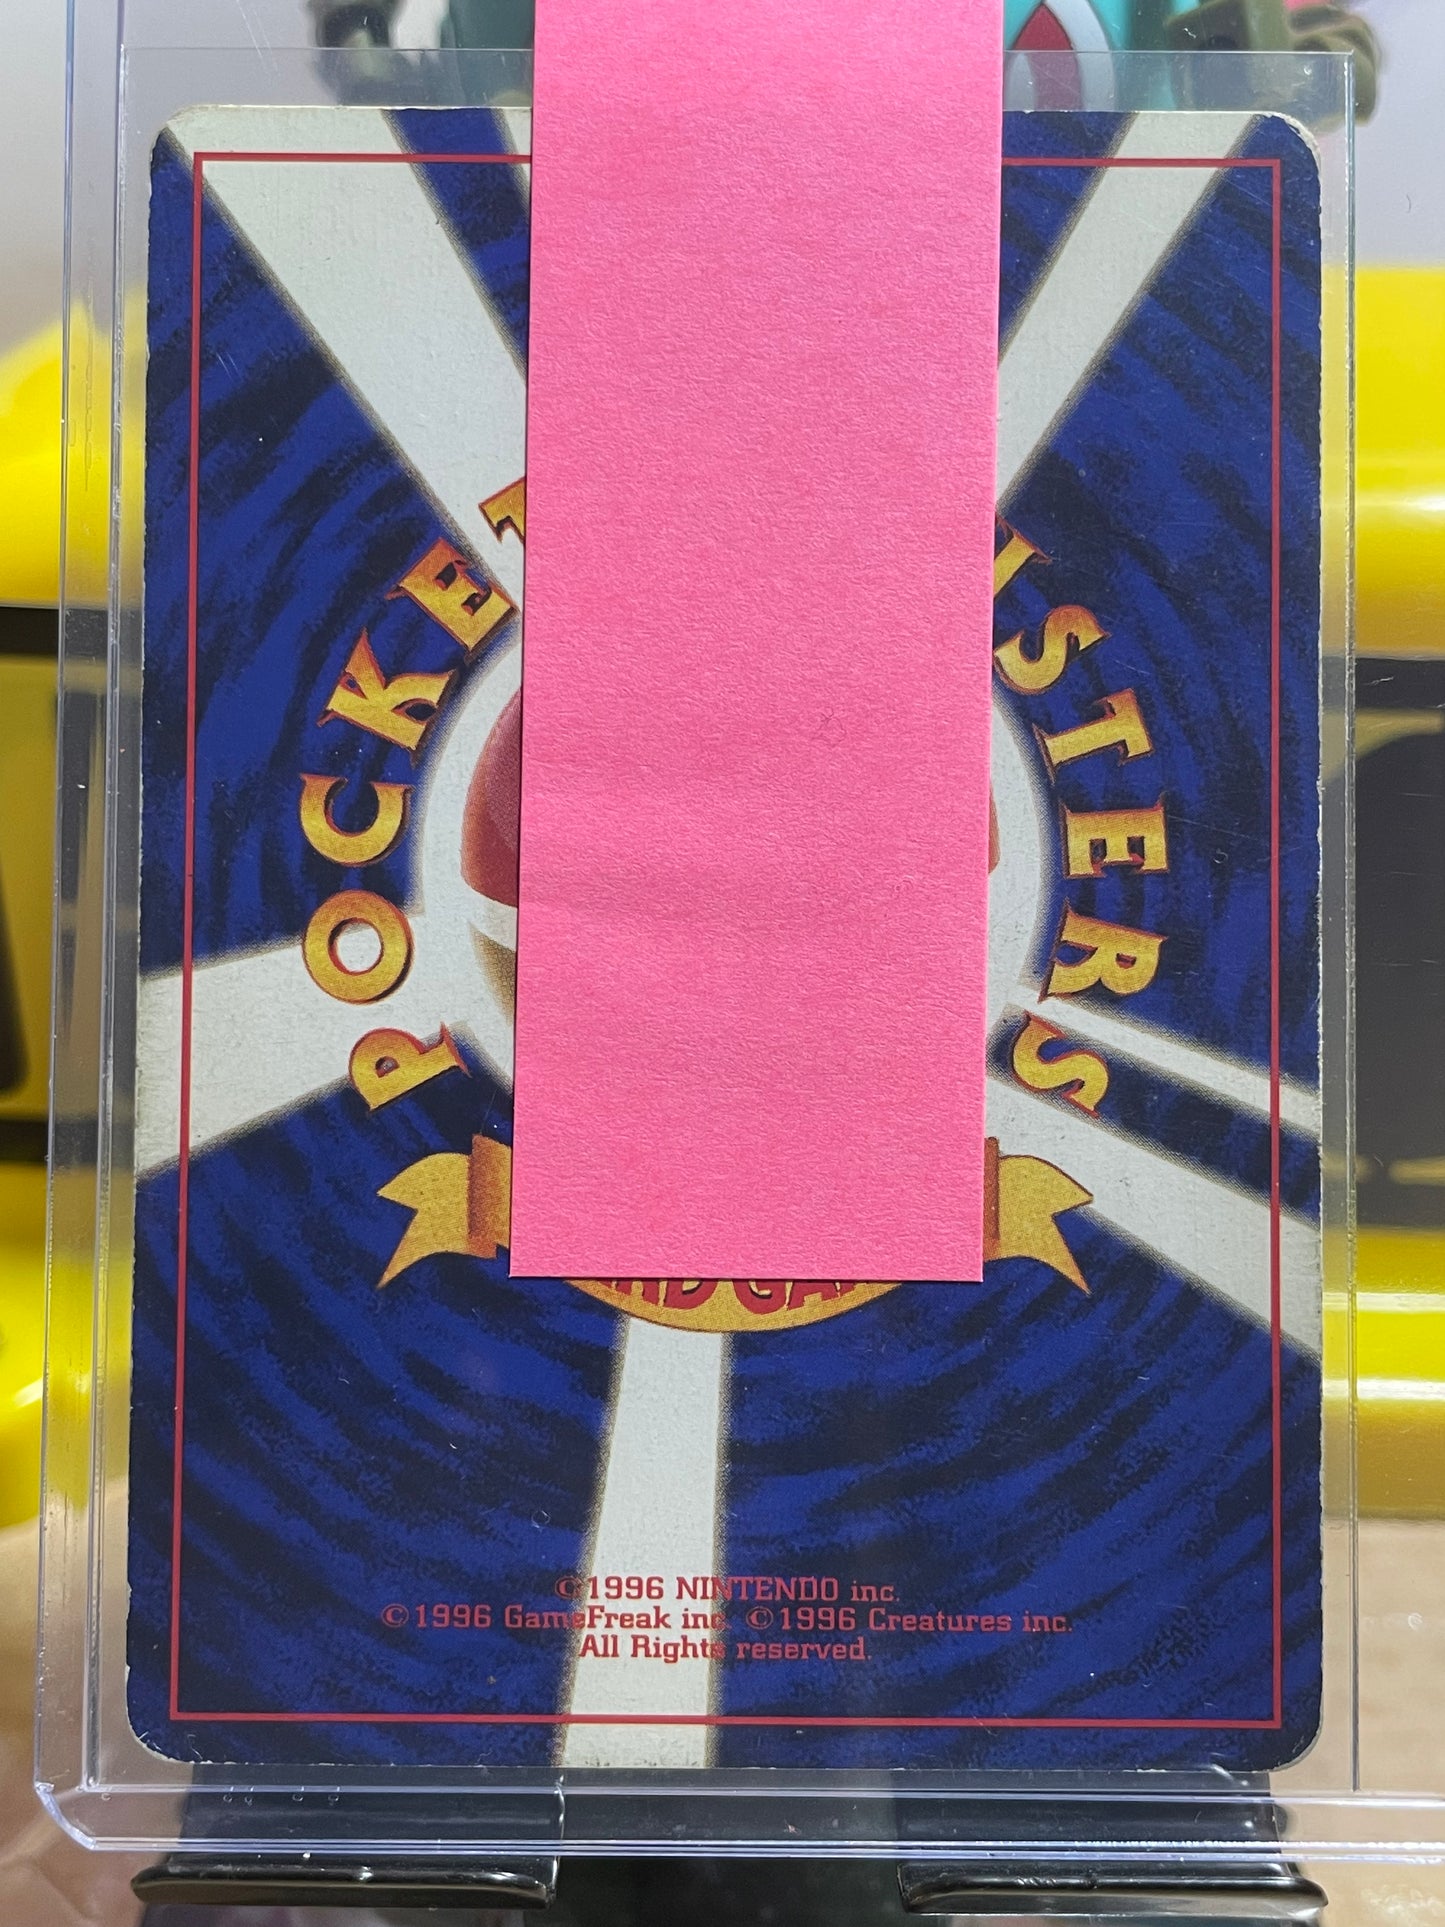 POCKE
STERS
©1996 NINTENDO inc.
©1996 GameFreak inc. ©1996 Creatures inc.
All Rights reserved.